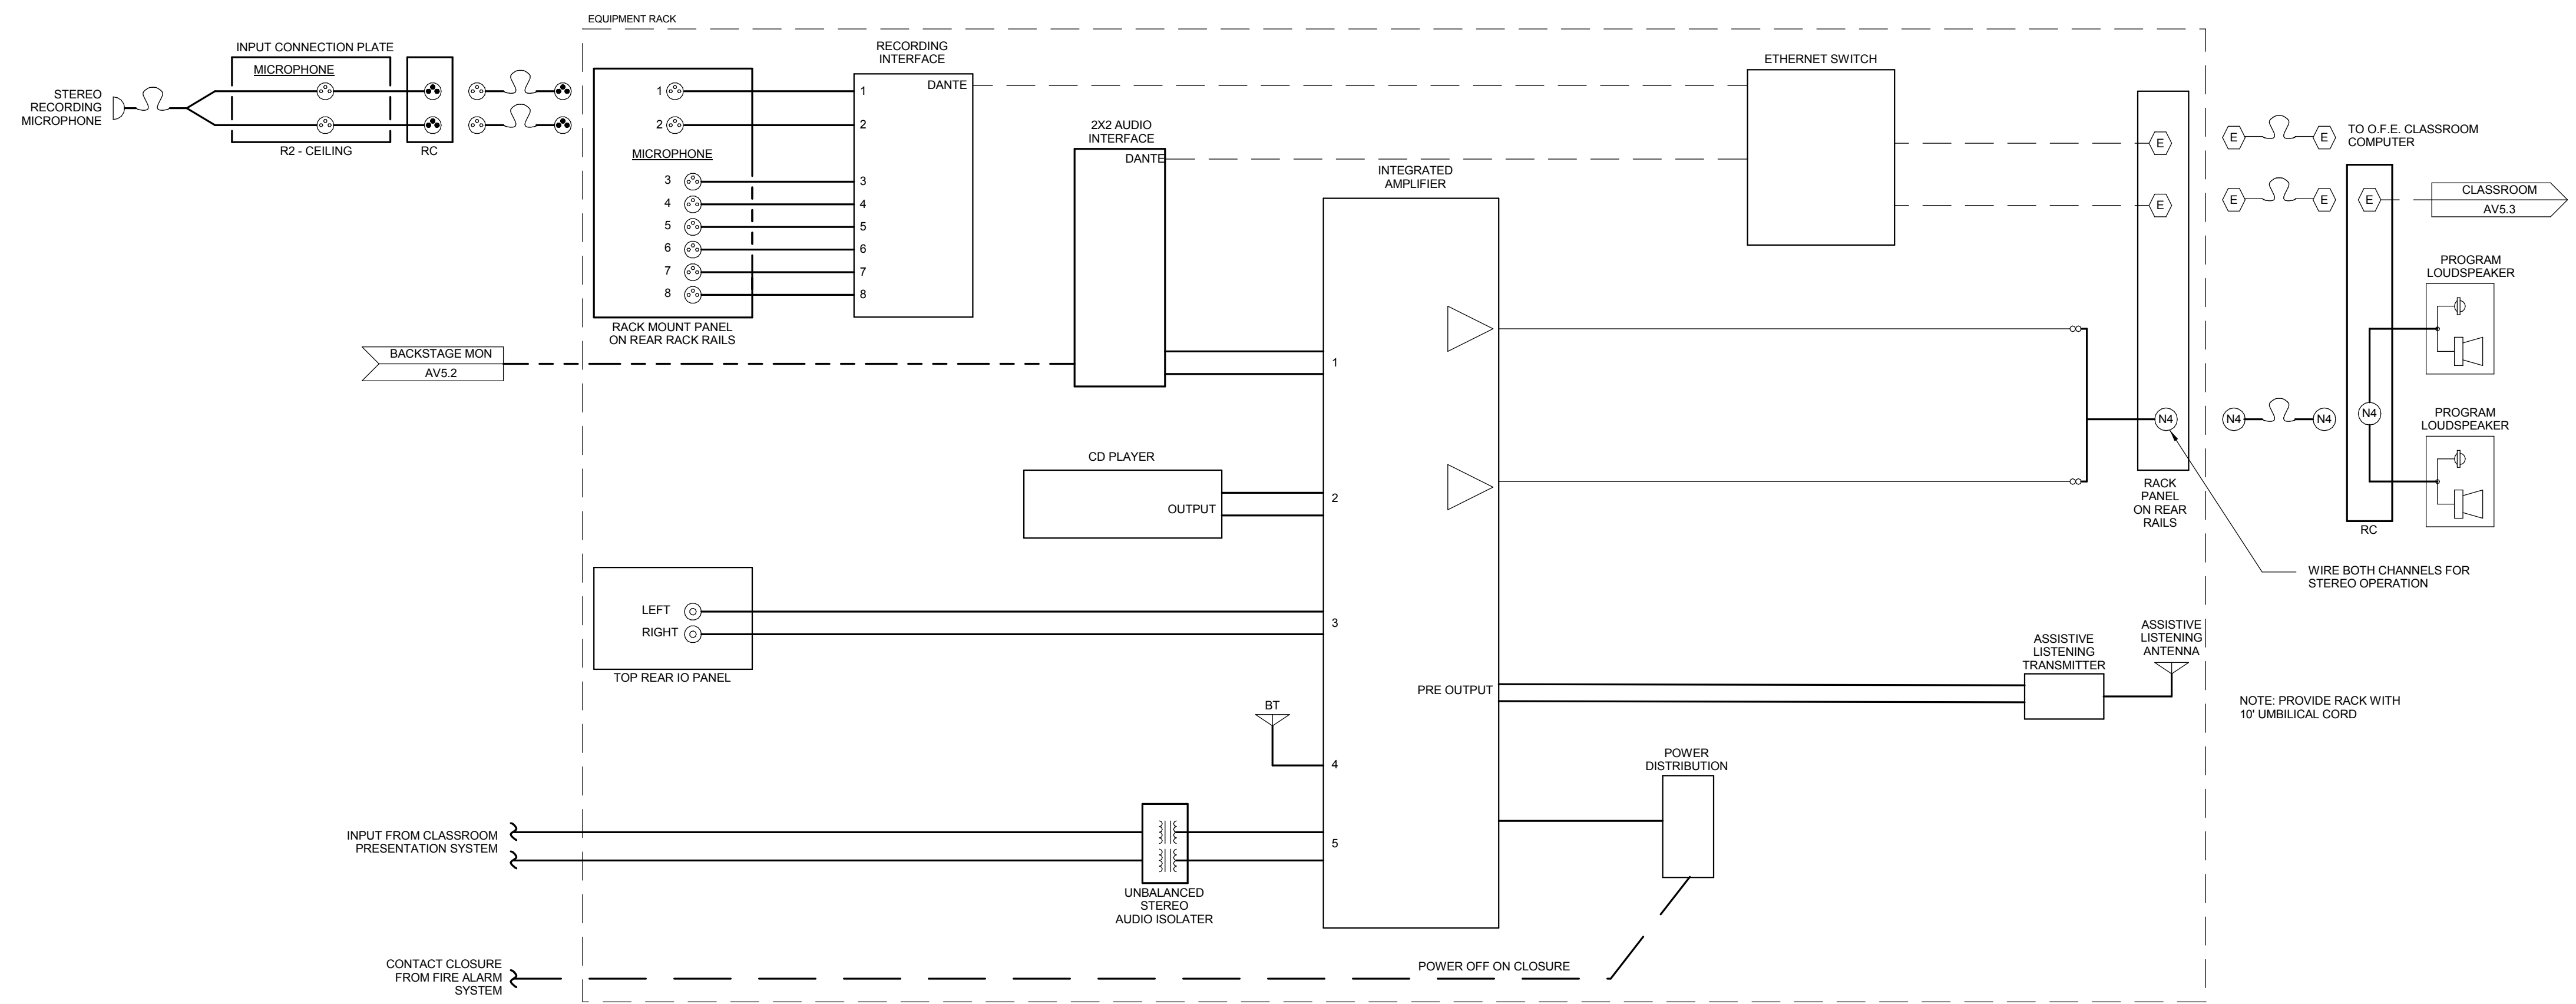 EQUIPMENT RACK
INPUT CONNECTION PLATE
MICROPHONE
STEREO
RECORDING
MICROPHONE
R2 - CEILING
RC
1
2
MICROPHONE
3
4
5
6
7
8
RACK MOUNT PANEL
ON REAR RACK RAILS
RECORDING
INTERFACE
DANTE
1
2
3
4
5
6
7
8
2X2 AUDIO
INTERFACE
DANTE
BACKSTAGE MON
AV5.2
CD PLAYER
OUTPUT
LEFT
RIGHT
TOP REAR IO PANEL
BT
INPUT FROM CLASSROOM
PRESENTATION SYSTEM
UNBALANCED
STEREO
AUDIO ISOLATER
CONTACT CLOSURE
FROM FIRE ALARM
SYSTEM
POWER OFF ON CLOSURE
INTEGRATED
AMPLIFIER
1
2
3
4
5
PRE OUTPUT
POWER
DISTRIBUTION
ETHERNET SWITCH
E
E
N4
RACK
PANEL
ON REAR
RAILS
ASSISTIVE
LISTENING
TRANSMITTER
ASSISTIVE
LISTENING
ANTENNA
E
E
TO O.F.E. CLASSROOM
COMPUTER
E
E
E
CLASSROOM
AV5.3
PROGRAM
LOUDSPEAKER
N4
N4
N4
PROGRAM
LOUDSPEAKER
RC
WIRE BOTH CHANNELS FOR
STEREO OPERATION
NOTE: PROVIDE RACK WITH
10' UMBILICAL CORD